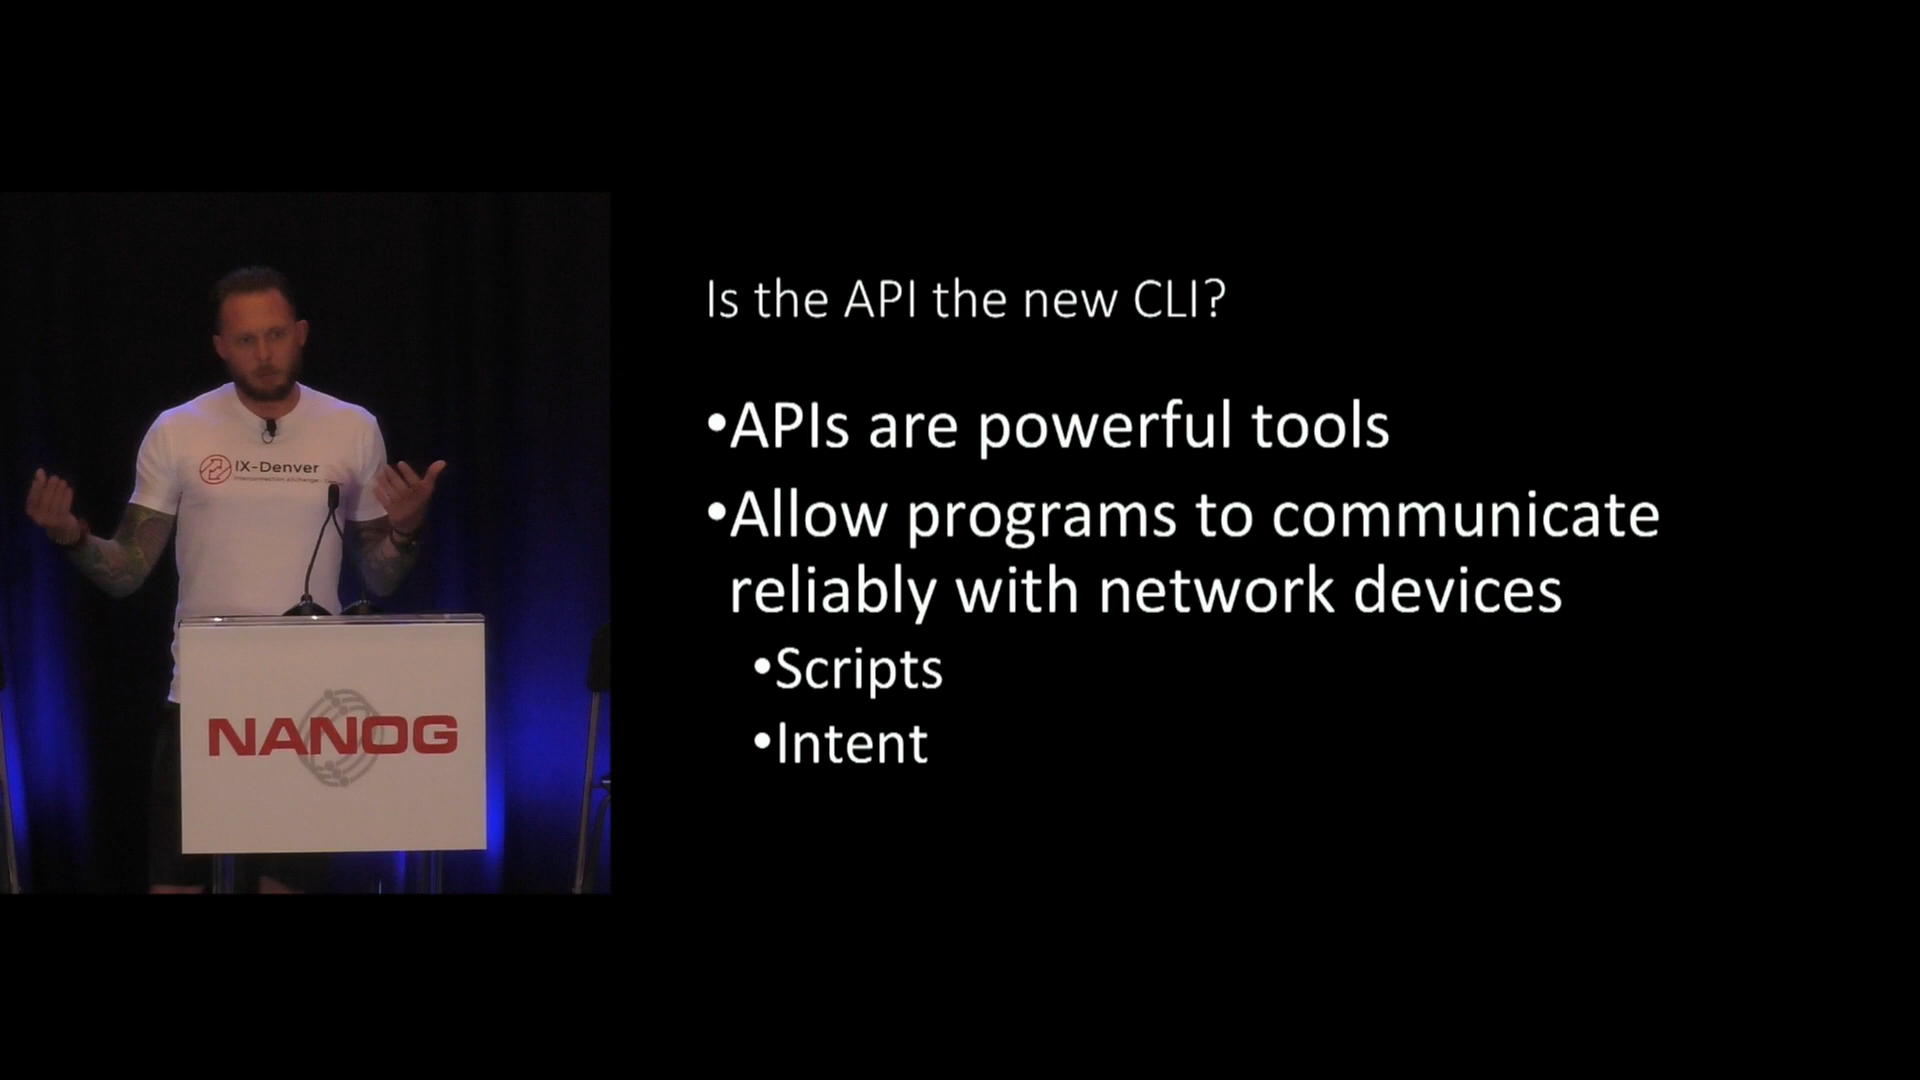 Is the API the new CLI?
•APIs are powerful tools
•Allow programs to communicate
reliably with network devices
•Scripts
•Intent
IX-Denver
NANOG